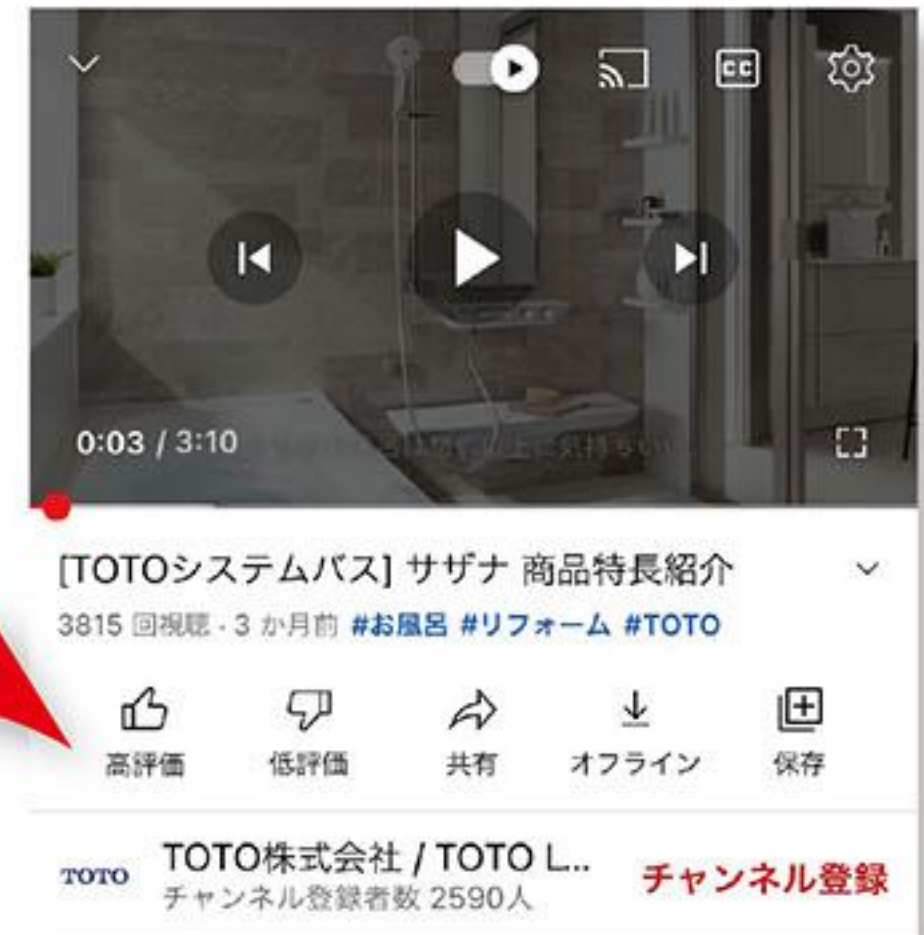 CC
0:03 / 3:10
[TOTOシステムバス] サザナ 商品特長紹介
3815 回視聴・3 か月前 #お風呂 #リフォーム #TOTO
高評価 低評価 共有 オフライン 保存
TOTO TOTO株式会社 / TOTO L... チャンネル登録
チャンネル登録者数 2590人